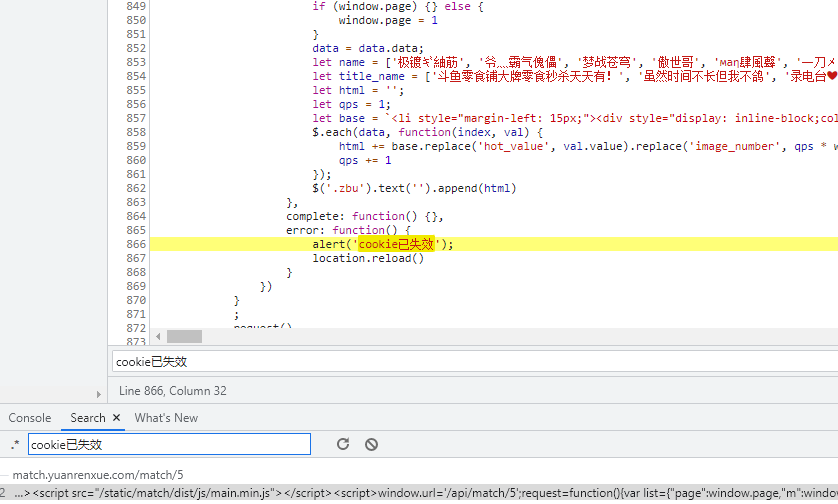 849 if (window.page) {} else {
850 window.page = 1
851 }
852 data = data.data;
853 let name = ['极镀ギ紬荕', '爷灬霸气傀儡', '梦战苍穹', '傲世哥', 'мaη肆風聲', '一刀メ
854 let title_name = ['斗鱼零食铺大牌零食秒杀天天有！', '虽然时间不长但我不鸽', '录电台❤
855 let html = '';
856 let qps = 1;
857 let base = `<li style="margin-left: 15px;"><div style="display: inline-block;col
858 $.each(data, function(index, val) {
859 html += base.replace('hot_value', val.value).replace('image_number', qps * w
860 qps += 1
861 });
862 $('.zbu').text('').append(html)
863 },
864 complete: function() {},
865 error: function() {
866 alert('cookie已失效');
867 location.reload()
868 }
869 })
870 }
871 ;
872 request()
873
cookie已失效
Line 866, Column 32
Console Search × What's New
.* cookie已失效
match.yuanrenxue.com/match/5
2 …><script src="/static/match/dist/js/main.min.js"></script><script>window.url='/api/match/5';request=function(){var list={"page":window.page,"m":windo